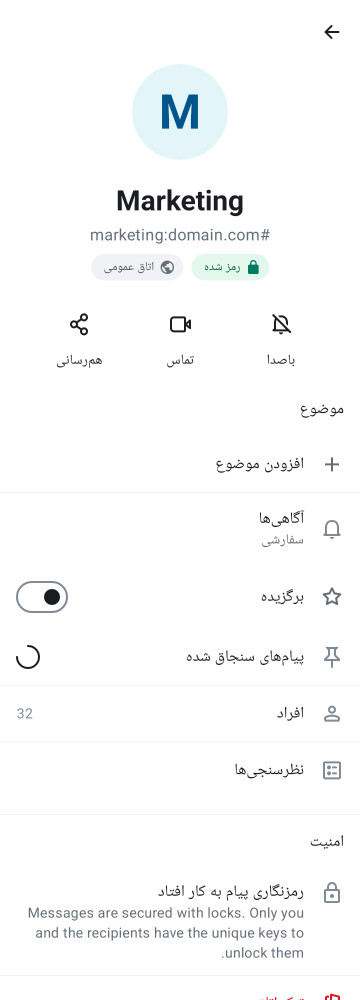 M
Marketing
#marketing:domain.com
رمز شده
اتاق عمومی
باصدا
تماس
هم‌رسانی
موضوع
افزودن موضوع
آگاهی‌ها
سفارشی
برگزیده
پیام‌های سنجاق شده
افراد
32
نظرسنجی‌ها
امنیت
رمزنگاری پیام به کار افتاد
Messages are secured with locks. Only you
and the recipients have the unique keys to
unlock them.